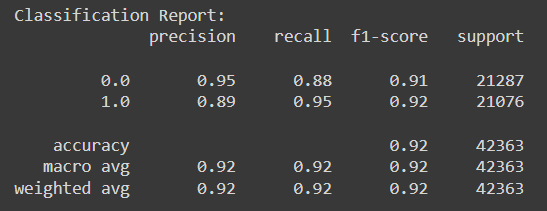 Classification Report:
precision recall f1-score support
0.0 0.95 0.88 0.91 21287
1.0 0.89 0.95 0.92 21076
accuracy 0.92 42363
macro avg 0.92 0.92 0.92 42363
weighted avg 0.92 0.92 0.92 42363